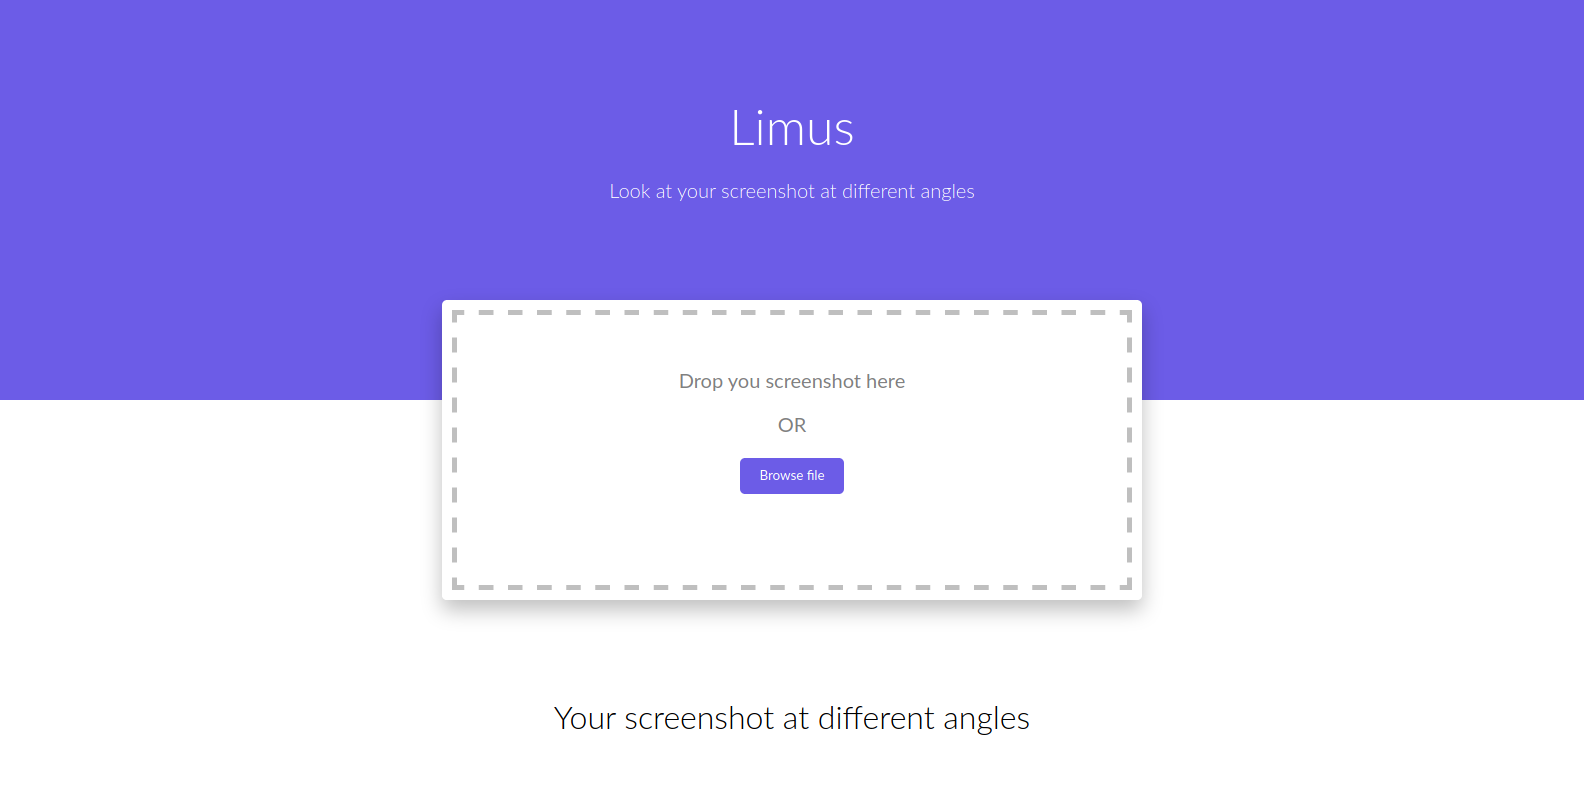 Limus
Look at your screenshot at different angles
Drop you screenshot here
OR
Browse file
Your screenshot at different angles